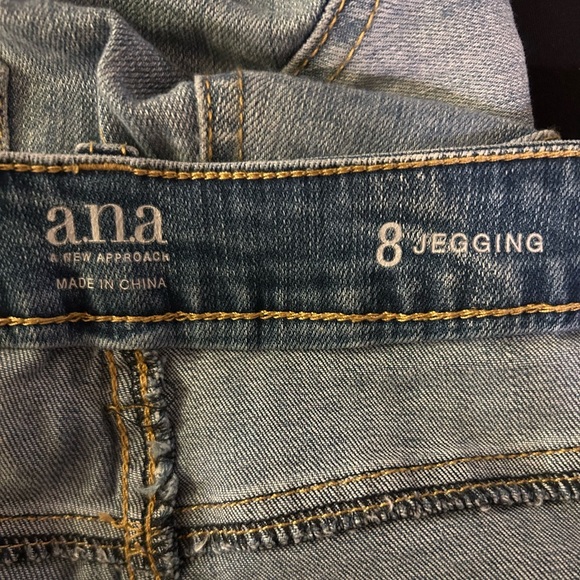 a.n.a
A NEW APPROACH
MADE IN CHINA
8 JEGGING